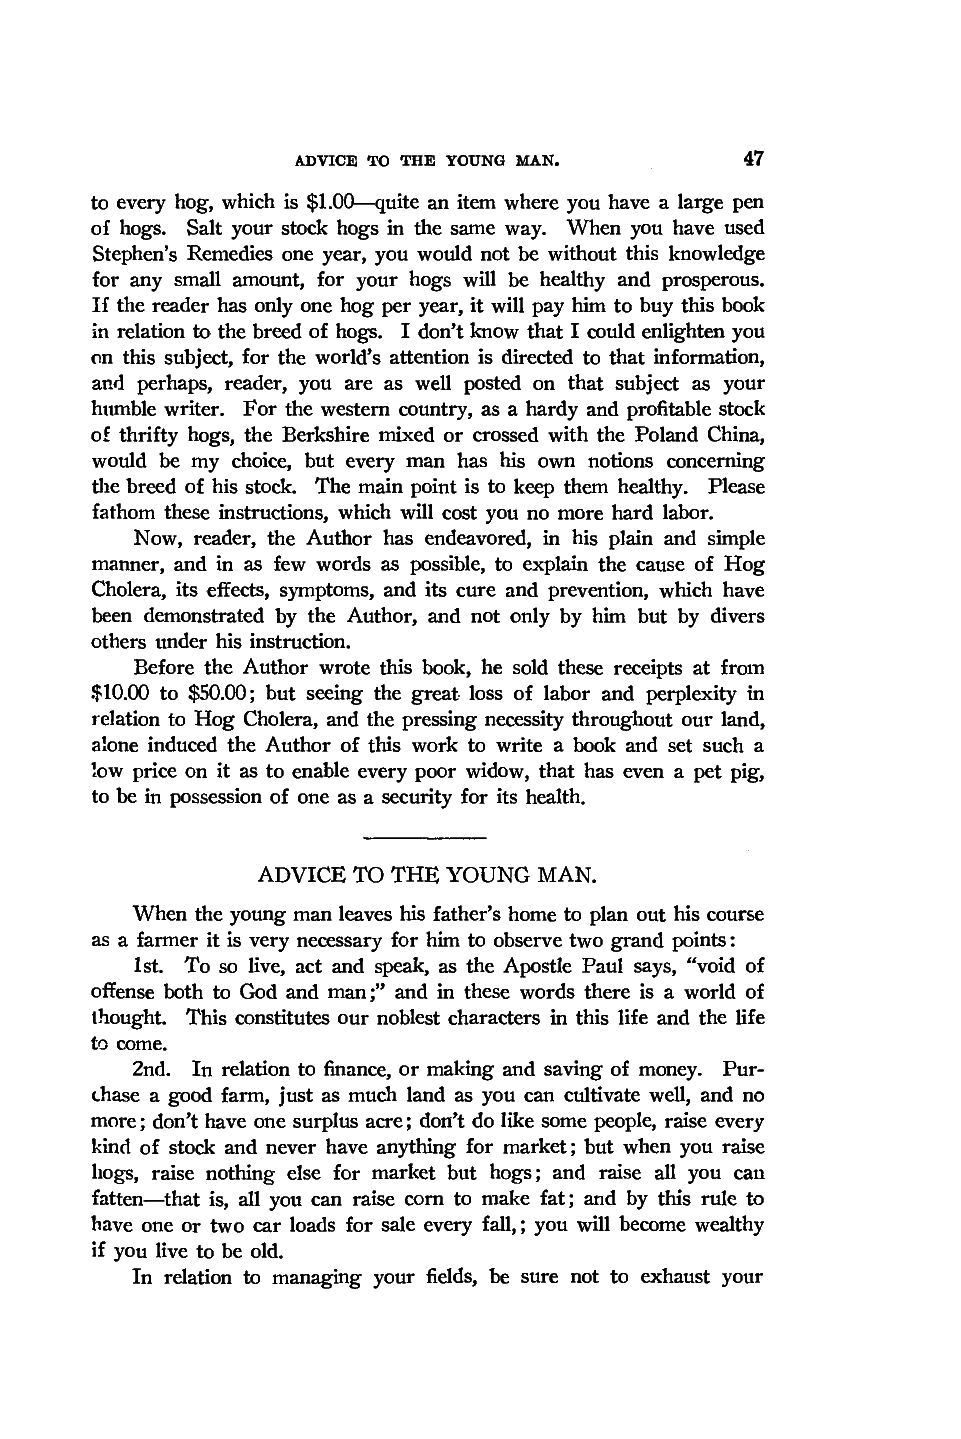 ADVICE TO THE YOUNG MAN. 47
to every hog, which is $1.00—quite an item where you have a large pen
of hogs. Salt your stock hogs in the same way. When you have used
Stephen's Remedies one year, you would not be without this knowledge
for any small amount, for your hogs will be healthy and prosperous.
If the reader has only one hog per year, it will pay him to buy this book
in relation to the breed of hogs. I don't know that I could enlighten you
on this subject, for the world's attention is directed to that information,
and perhaps, reader, you are as well posted on that subject as your
humble writer. For the western country, as a hardy and profitable stock
of thrifty hogs, the Berkshire mixed or crossed with the Poland China,
would be my choice, but every man has his own notions concerning
the breed of his stock. The main point is to keep them healthy. Please
fathom these instructions, which will cost you no more hard labor.
Now, reader, the Author has endeavored, in his plain and simple
manner, and in as few words as possible, to explain the cause of Hog
Cholera, its effects, symptoms, and its cure and prevention, which have
been demonstrated by the Author, and not only by him but by divers
others under his instruction.
Before the Author wrote this book, he sold these receipts at from
$10.00 to $50.00; but seeing the great loss of labor and perplexity in
relation to Hog Cholera, and the pressing necessity throughout our land,
alone induced the Author of this work to write a book and set such a
low price on it as to enable every poor widow, that has even a pet pig,
to be in possession of one as a security for its health.
ADVICE TO THE YOUNG MAN.
When the young man leaves his father's home to plan out his course
as a farmer it is very necessary for him to observe two grand points:
1st. To so live, act and speak, as the Apostle Paul says, "void of
offense both to God and man;" and in these words there is a world of
thought. This constitutes our noblest characters in this life and the life
to come.
2nd. In relation to finance, or making and saving of money. Pur-
chase a good farm, just as much land as you can cultivate well, and no
more; don't have one surplus acre; don't do like some people, raise every
kind of stock and never have anything for market; but when you raise
hogs, raise nothing else for market but hogs; and raise all you can
fatten—that is, all you can raise corn to make fat; and by this rule to
have one or two car loads for sale every fall,; you will become wealthy
if you live to be old.
In relation to managing your fields, be sure not to exhaust your